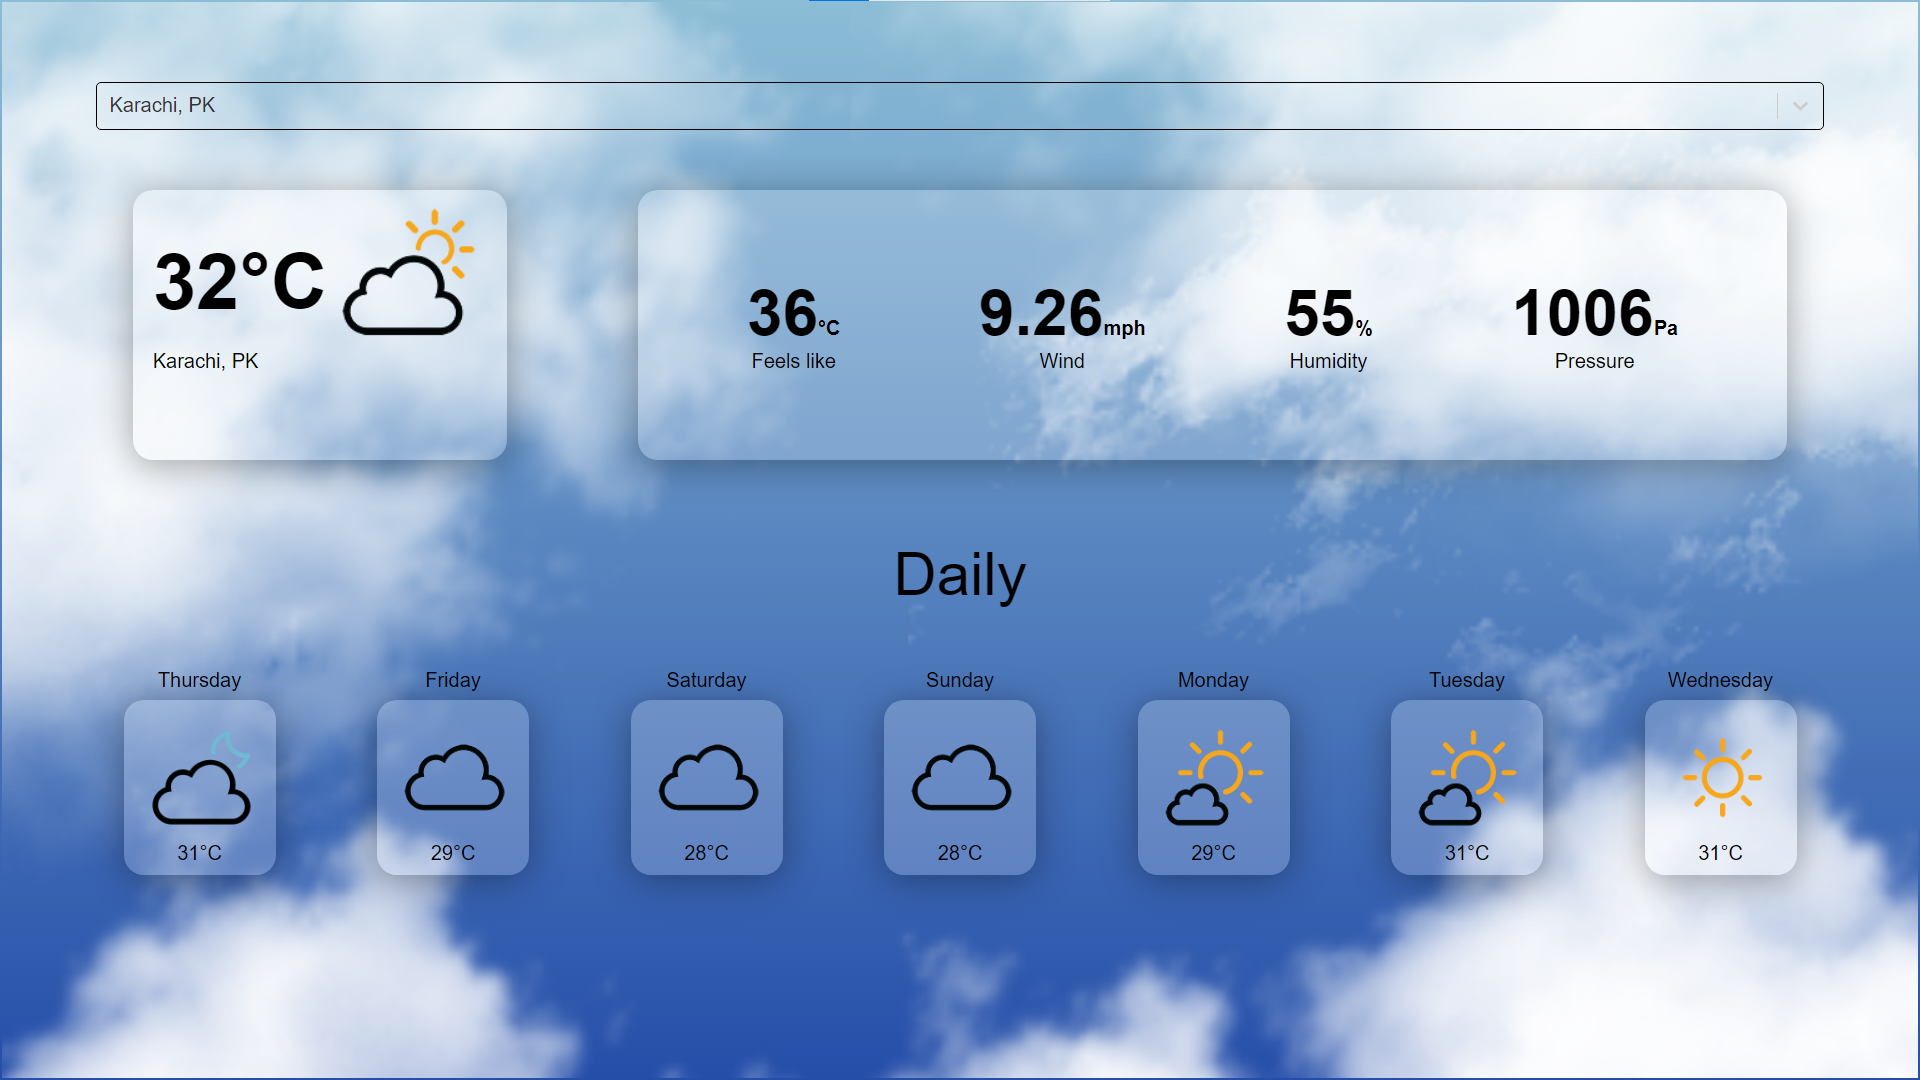 Karachi, PK
32°C
Karachi, PK
36°C
Feels like
9.26mph
Wind
55%
Humidity
1006Pa
Pressure
Daily
Thursday
31°C
Friday
29°C
Saturday
28°C
Sunday
28°C
Monday
29°C
Tuesday
31°C
Wednesday
31°C